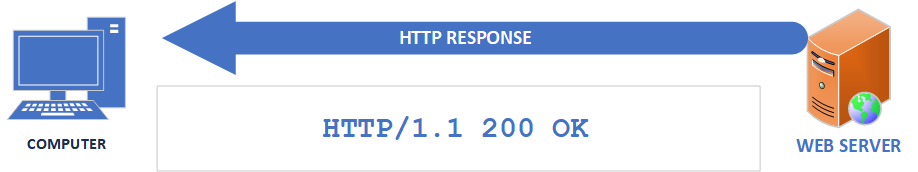 HTTP RESPONSE
HTTP/1.1 200 OK
COMPUTER
WEB SERVER